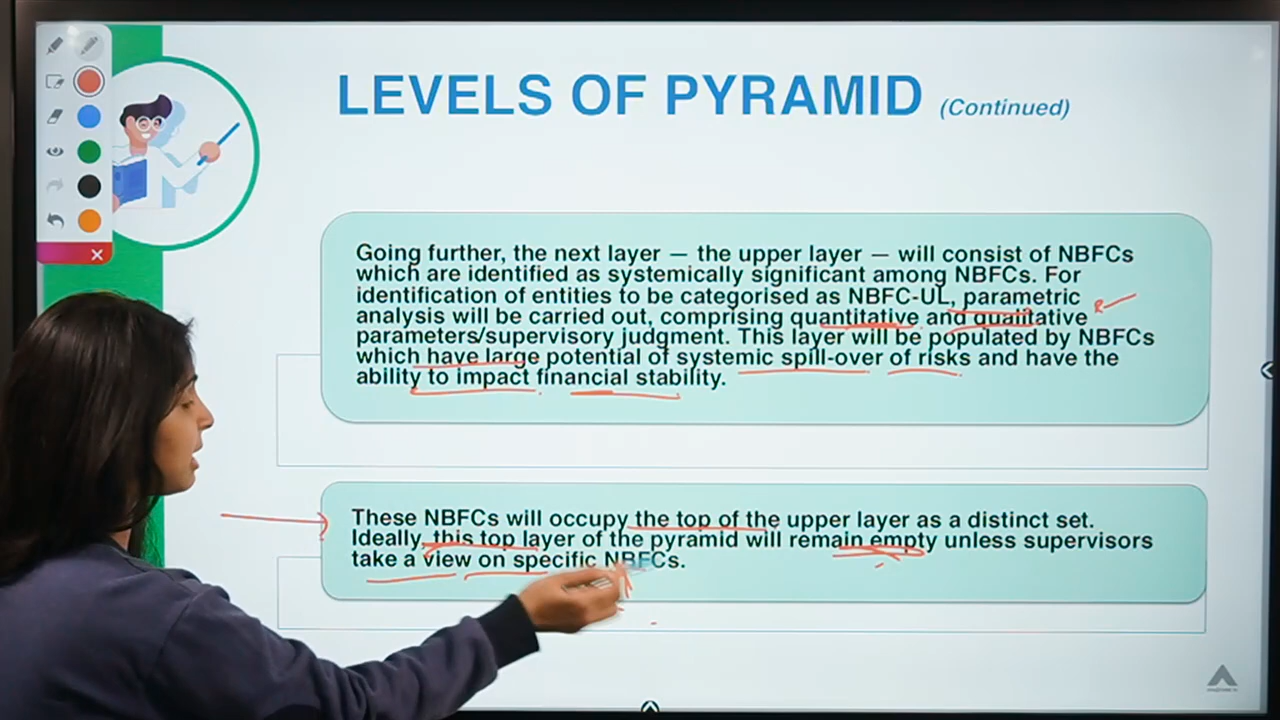 LEVELS OF PYRAMID (Continued)
Going further, the next layer — the upper layer — will consist of NBFCs
which are identified as systemically significant among NBFCs. For
identification of entities to be categorised as NBFC-UL, parametric
analysis will be carried out, comprising quantitative and qualitative
parameters/supervisory judgment. This layer will be populated by NBFCs
which have large potential of systemic spill-over of risks and have the
ability to impact financial stability.
These NBFCs will occupy the top of the upper layer as a distinct set.
Ideally, this top layer of the pyramid will remain empty unless supervisors
take a view on specific NBFCs.